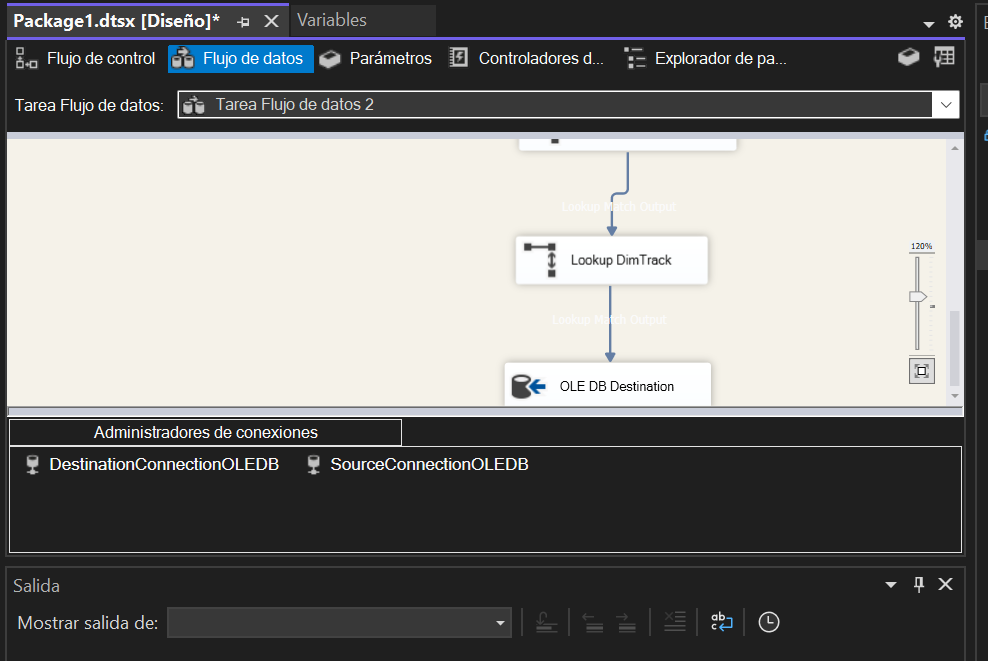 Package1.dtsx [Diseño]*
Variables
Flujo de control
Flujo de datos
Parámetros
Controladores d...
Explorador de pa...
Tarea Flujo de datos:
Tarea Flujo de datos 2
Lookup Match Output
120%
Lookup DimTrack
Lookup Match Output
OLE DB Destination
Administradores de conexiones
DestinationConnectionOLEDB
SourceConnectionOLEDB
Salida
Mostrar salida de: